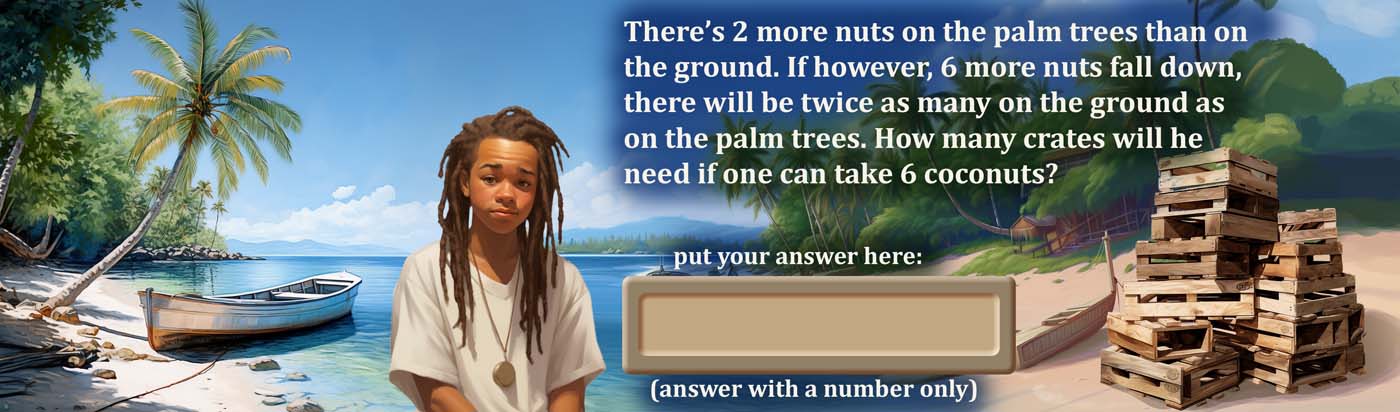 There’s 2 more nuts on the palm trees than on
the ground. If however, 6 more nuts fall down,
there will be twice as many on the ground as
on the palm trees. How many crates will he
need if one can take 6 coconuts?
put your answer here:
(answer with a number only)